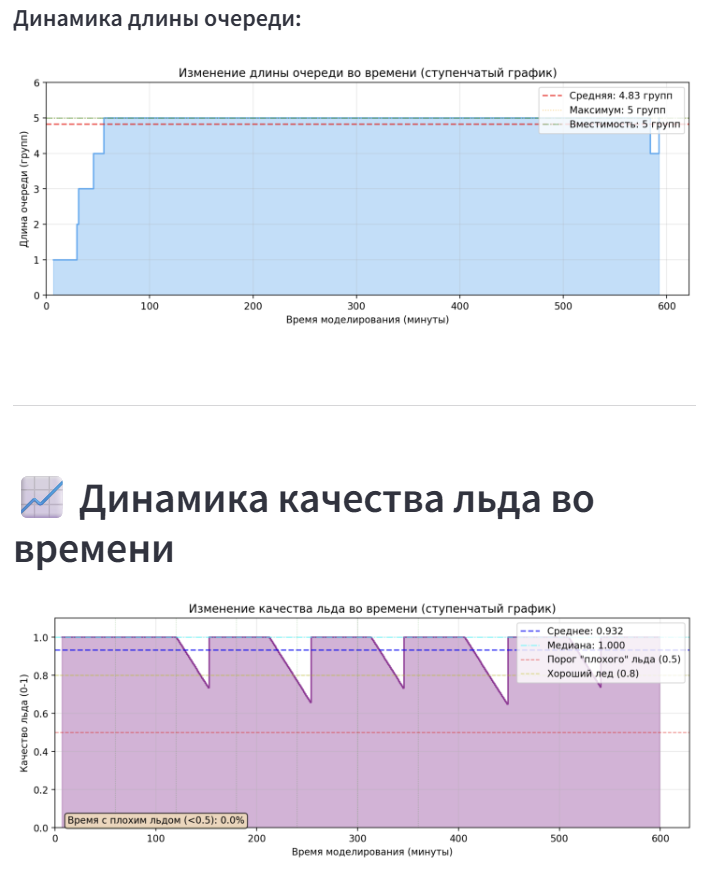 Динамика длины очереди:
Изменение длины очереди во времени (ступенчатый график)
Средняя: 4.83 групп
Максимум: 5 групп
Вместимость: 5 групп
Длина очереди (групп)
6
5
4
3
2
1
0
0 100 200 300 400 500 600
Время моделирования (минуты)
📈 Динамика качества льда во
времени
Изменение качества льда во времени (ступенчатый график)
Среднее: 0.932
Медиана: 1.000
Порог "плохого" льда (0.5)
Хороший лед (0.8)
Качество льда (0-1)
1.0
0.8
0.6
0.4
0.2
0.0
Время с плохим льдом (<0.5): 0.0%
0 100 200 300 400 500 600
Время моделирования (минуты)